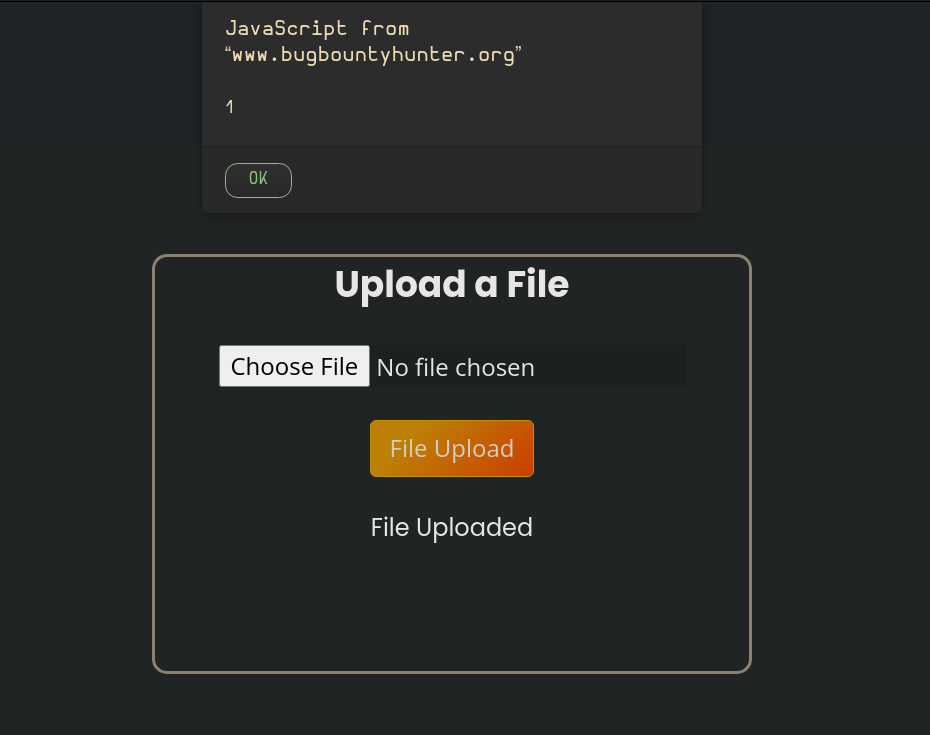 JavaScript from
“www.bugbountyhunter.org”
1
OK
Upload a File
Choose File No file chosen
File Upload
File Uploaded